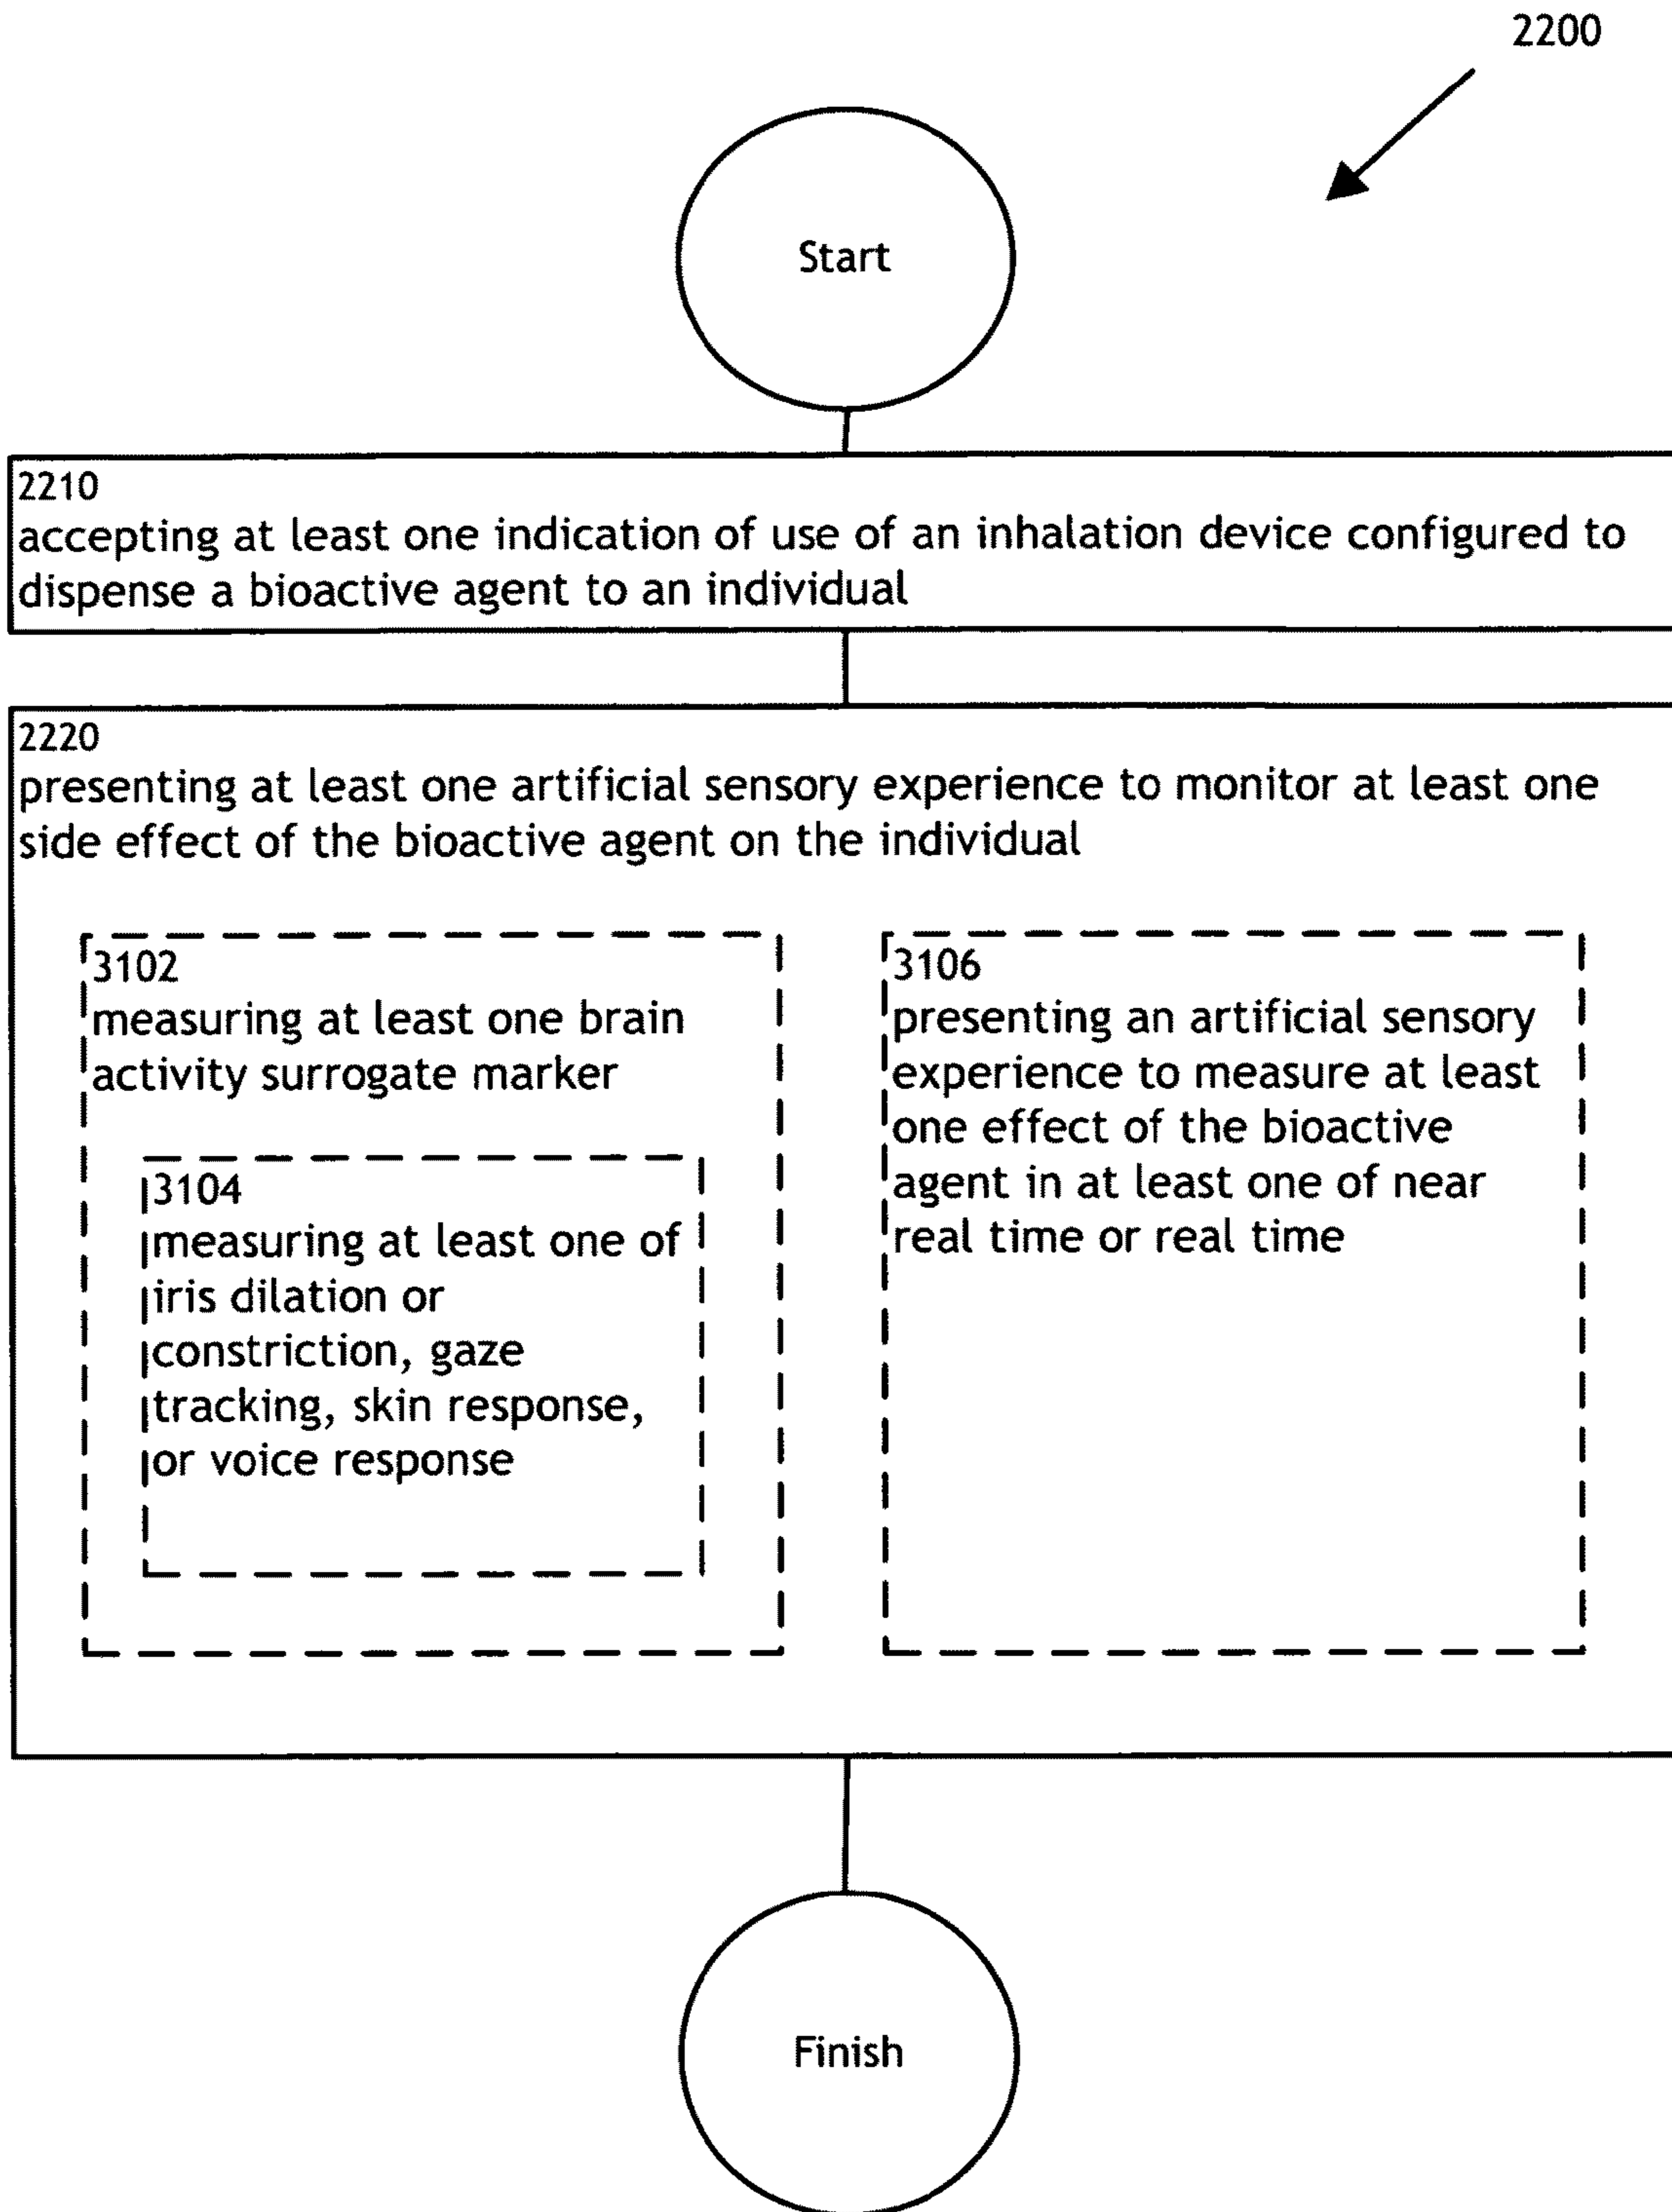 2200
Start
2210
accepting at least one indication of use of an inhalation device configured to
dispense a bioactive agent to an individual
2220
presenting at least one artificial sensory experience to monitor at least one
side effect of the bioactive agent on the individual
3102
measuring at least one brain
activity surrogate marker
3104
measuring at least one of
iris dilation or
constriction, gaze
tracking, skin response,
or voice response
3106
presenting an artificial sensory
experience to measure at least
one effect of the bioactive
agent in at least one of near
real time or real time
Finish